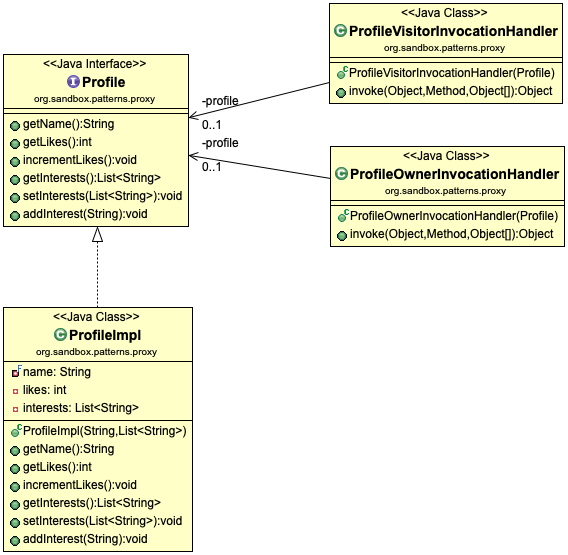 <<Java Class>>
ProfileVisitorInvocationHandler
org.sandbox.patterns.proxy
ProfileVisitorInvocationHandler(Profile)
invoke(Object,Method,Object[]):Object
<<Java Interface>>
Profile
org.sandbox.patterns.proxy
getName():String
getLikes():int
incrementLikes():void
getInterests():List<String>
setInterests(List<String>):void
addInterest(String):void
-profile
0..1
-profile
0..1
<<Java Class>>
ProfileOwnerInvocationHandler
org.sandbox.patterns.proxy
ProfileOwnerInvocationHandler(Profile)
invoke(Object,Method,Object[]):Object
<<Java Class>>
ProfileImpl
org.sandbox.patterns.proxy
name: String
likes: int
interests: List<String>
ProfileImpl(String,List<String>)
getName():String
getLikes():int
incrementLikes():void
getInterests():List<String>
setInterests(List<String>):void
addInterest(String):void